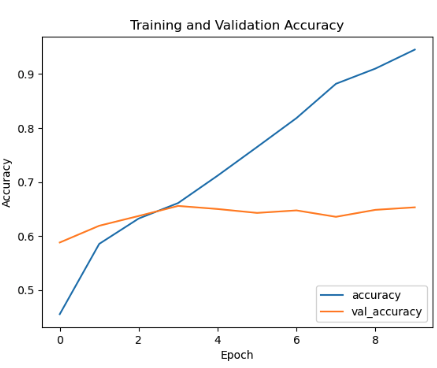 Training and Validation Accuracy
Accuracy
0.9
0.8
0.7
0.6
0.5
accuracy
val_accuracy
0 2 4 6 8
Epoch